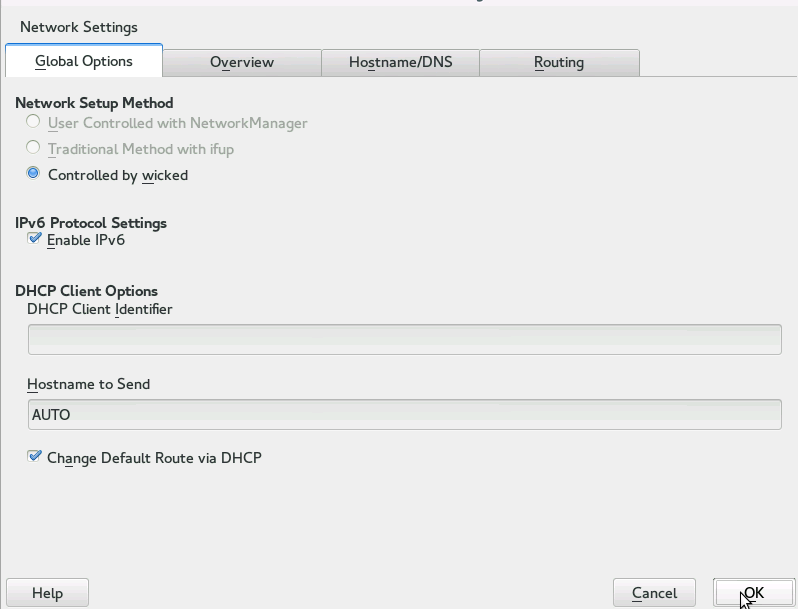 Network Settings
Global Options
Overview
Hostname/DNS
Routing
Network Setup Method
User Controlled with NetworkManager
Traditional Method with ifup
Controlled by wicked
IPv6 Protocol Settings
Enable IPv6
DHCP Client Options
DHCP Client Identifier
Hostname to Send
AUTO
Change Default Route via DHCP
Help
Cancel
OK